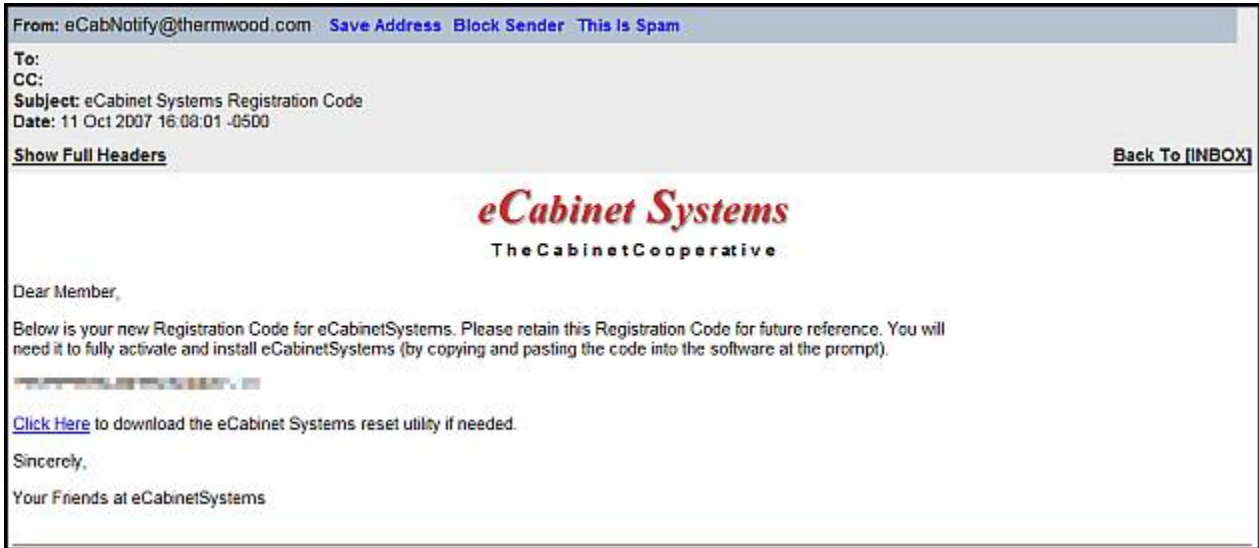 From: eCabNotify@thermwood.com Save Address Block Sender This Is Spam
To:
CC:
Subject: eCabinet Systems Registration Code
Date: 11 Oct 2007 16:08:01 -0500
Show Full Headers Back To [INBOX]
eCabinet Systems
TheCabinetCooperative
Dear Member,
Below is your new Registration Code for eCabinetSystems. Please retain this Registration Code for future reference. You will
need it to fully activate and install eCabinetSystems (by copying and pasting the code into the software at the prompt).
Click Here to download the eCabinet Systems reset utility if needed.
Sincerely,
Your Friends at eCabinetSystems